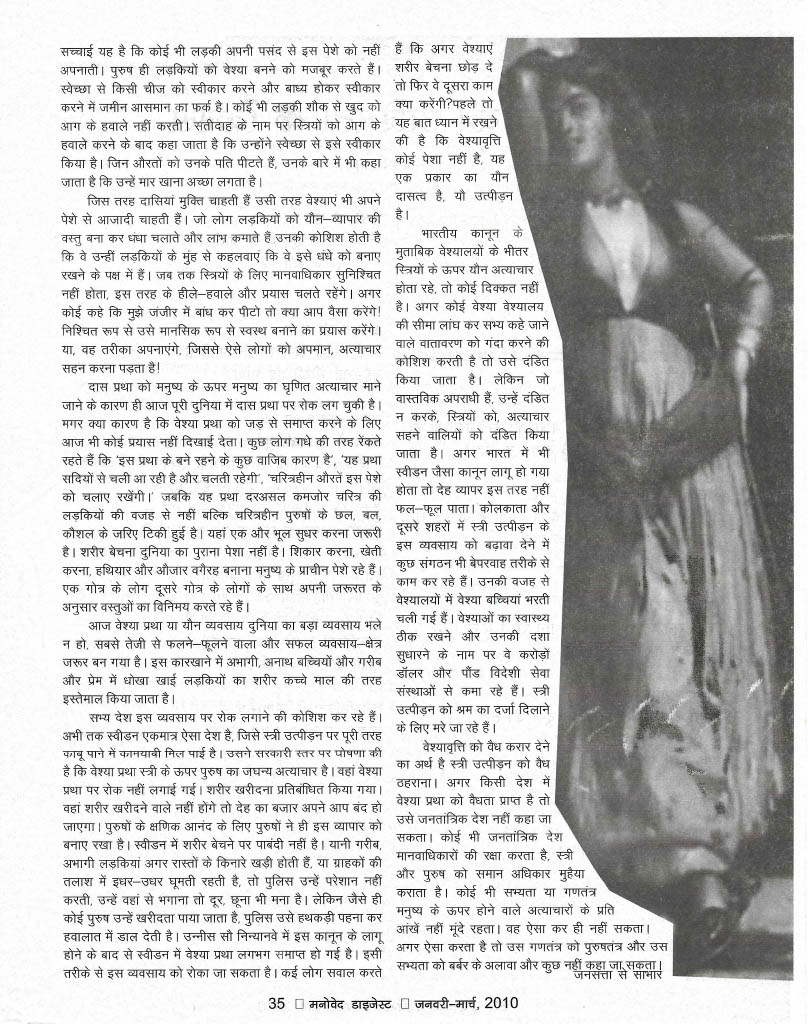 सच्चाई यह है कि कोई भी लड़की अपनी पसंद से इस पेशे को नहीं
अपनाती। पुरुष ही लड़कियों को वेश्या बनने को मजबूर करते हैं।
स्वेच्छा से किसी चीज को स्वीकार करने और बाध्य होकर स्वीकार
करने में जमीन आसमान का फर्क है। कोई भी लड़की शौक से खुद को
आग के हवाले नहीं करती। सतीदाह के नाम पर स्त्रियों को आग के
हवाले करने के बाद कहा जाता है कि उन्होंने स्वेच्छा से इसे स्वीकार
किया है। जिन औरतों को उनके पति पीटते हैं, उनके बारे में भी कहा
जाता है कि उन्हें मार खाना अच्छा लगता है।
जिस तरह दासियां मुक्ति चाहती हैं उसी तरह वेश्याएं भी अपने
पेशे से आजादी चाहती हैं। जो लोग लड़कियों को यौन–व्यापार की
वस्तु बना कर धंधा चलाते और लाभ कमाते हैं उनकी कोशिश होती है
कि वे उन्हीं लड़कियों के मुंह से कहलवाएं कि वे इसे धंधे को बनाए
रखने के पक्ष में हैं। जब तक स्त्रियों के लिए मानवाधिकार सुनिश्चित
नहीं होता, इस तरह के हीले–हवाले और प्रयास चलते रहेंगे। अगर
कोई कहे कि मुझे जंजीर में बांध कर पीटो तो क्या आप वैसा करेंगे!
निश्चित रूप से उसे मानसिक रूप से स्वस्थ बनाने का प्रयास करेंगे।
या, वह तरीका अपनाएंगे, जिससे ऐसे लोगों को अपमान, अत्याचार
सहन करना पड़ता है!
दास प्रथा को मनुष्य के ऊपर मनुष्य का घृणित अत्याचार माने
जाने के कारण ही आज पूरी दुनिया में दास प्रथा पर रोक लग चुकी है।
मगर क्या कारण है कि वेश्या प्रथा को जड़ से समाप्त करने के लिए
आज भी कोई प्रयास नहीं दिखाई देता। कुछ लोग गधे की तरह रेंकते
रहते हैं कि 'इस प्रथा के बने रहने के कुछ वाजिब कारण है', 'यह प्रथा
सदियों से चली आ रही है और चलती रहेगी', 'चरित्रहीन औरतें इस पेशे
को चलाए रखेंगी।' जबकि यह प्रथा दरअसल कमजोर चरित्र की
लड़कियों की वजह से नहीं बल्कि चरित्रहीन पुरुषों के छल, बल,
कौशल के जरिए टिकी हुई है। यहां एक और भूल सुधर करना जरूरी
है। शरीर बेचना दुनिया का पुराना पेशा नहीं है। शिकार करना, खेती
करना, हथियार और औजार वगैरह बनाना मनुष्य के प्राचीन पेशे रहे हैं।
एक गोत्र के लोग दूसरे गोत्र के लोगों के साथ अपनी जरूरत के
अनुसार वस्तुओं का विनिमय करते रहे हैं।
आज वेश्या प्रथा या यौन व्यवसाय दुनिया का बड़ा व्यवसाय भले
न हो, सबसे तेजी से फलने–फूलने वाला और सफल व्यवसाय–क्षेत्र
जरूर बन गया है। इस कारखाने में अभागी, अनाथ बच्चियों और गरीब
और प्रेम में धोखा खाई लड़कियों का शरीर कच्चे माल की तरह
इस्तेमाल किया जाता है।
सभ्य देश इस व्यवसाय पर रोक लगाने की कोशिश कर रहे हैं।
अभी तक स्वीडन एकमात्र ऐसा देश है, जिसे स्त्री उत्पीड़न पर पूरी तरह
काबू पाने में कामयाबी मिल पाई है। उसने सरकारी स्तर पर घोषणा की
है कि वेश्या प्रथा स्त्री के ऊपर पुरुष का जघन्य अत्याचार है। वहां वेश्या
प्रथा पर रोक नहीं लगाई गई। शरीर खरीदना प्रतिबंधित किया गया।
वहां शरीर खरीदने वाले नहीं होंगे तो देह का बजार अपने आप बंद हो
जाएगा। पुरुषों के क्षणिक आनंद के लिए पुरुषों ने ही इस व्यापार को
बनाए रखा है। स्वीडन में शरीर बेचने पर पाबंदी नहीं है। यानी गरीब,
अभागी लड़कियां अगर रास्तों के किनारे खड़ी होती हैं, या ग्राहकों की
तलाश में इधर–उधर घूमती रहती है, तो पुलिस उन्हें परेशान नहीं
करती, उन्हें वहां से भगाना तो दूर, छूना भी मना है। लेकिन जैसे ही
कोई पुरुष उन्हें खरीदता पाया जाता है, पुलिस उसे हथकड़ी पहना कर
हवालात में डाल देती है। उन्नीस सौ निन्यानवे में इस कानून के लागू
होने के बाद से स्वीडन में वेश्या प्रथा लगभग समाप्त हो गई है। इसी
तरीके से इस व्यवसाय को रोका जा सकता है। कई लोग सवाल करते
हैं कि अगर वेश्याएं
शरीर बेचना छोड़ दे
तो फिर वे दूसरा काम
क्या करेंगी?पहले तो
यह बात ध्यान में रखने
की है कि वेश्यावृत्ति
कोई पेशा नहीं है, यह
एक प्रकार का यौन
दासत्व है, यौ उत्पीड़न
है।
भारतीय कानून के
मुताबिक वेश्यालयों के भीतर
स्त्रियों के ऊपर यौन अत्याचार
होता रहे, तो कोई दिक्कत नहीं
है। अगर कोई वेश्या वेश्यालय
की सीमा लांघ कर सभ्य कहे जाने
वाले वातावरण को गंदा करने की
कोशिश करती है तो उसे दंडित
किया जाता है। लेकिन जो
वास्तविक अपराधी हैं, उन्हें दंडित
न करके, स्त्रियों को, अत्याचार
सहने वालियों को दंडित किया
जाता है। अगर भारत में भी
स्वीडन जैसा कानून लागू हो गया
होता तो देह व्यापर इस तरह नहीं
फल–फूल पाता। कोलकाता और
दूसरे शहरों में स्त्री उत्पीड़न के
इस व्यवसाय को बढ़ावा देने में
कुछ संगठन भी बेपरवाह तरीके से
काम कर रहे हैं। उनकी वजह से
वेश्यालयों में वेश्या बच्चियां भरती
चली गई हैं। वेश्याओं का स्वास्थ्य
ठीक रखने और उनकी दशा
सुधारने के नाम पर वे करोड़ों
डॉलर और पौंड विदेशी सेवा
संस्थाओं से कमा रहे हैं। स्त्री
उत्पीड़न को श्रम का दर्जा दिलाने
के लिए मरे जा रहे हैं।
वेश्यावृत्ति को वैध करार देने
का अर्थ है स्त्री उत्पीड़न को वैध
ठहराना। अगर किसी देश में
वेश्या प्रथा को वैधता प्राप्त है तो
उसे जनतांत्रिक देश नहीं कहा जा
सकता। कोई भी जनतांत्रिक देश
मानवाधिकारों की रक्षा करता है, स्त्री
और पुरुष को समान अधिकार मुहैया
कराता है। कोई भी सभ्यता या गणतंत्र
मनुष्य के ऊपर होने वाले अत्याचारों के प्रति
आंखें नहीं मूंदे रहता। वह ऐसा कर ही नहीं सकता।
अगर ऐसा करता है तो उस गणतंत्र को पुरुषतंत्र और उस
सभ्यता को बर्बर के अलावा और कुछ नहीं कहा जा सकता।
जनसत्ता से साभार
35 □ मनोवेद डाइजेस्ट □ जनवरी–मार्च, 2010